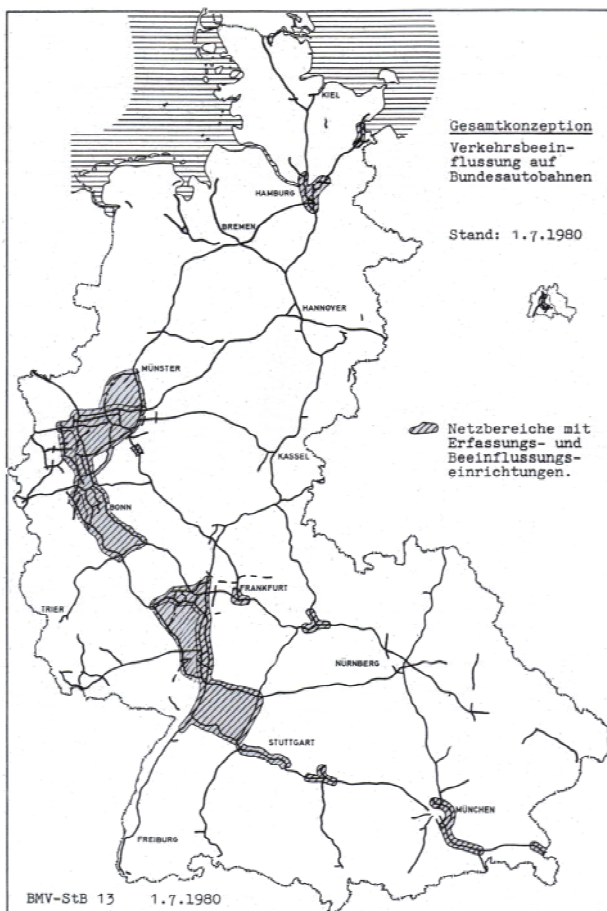 KIEL
Gesamtkonzeption
Verkehrsbeein-
flussung auf
Bundesautobahnen
HAMBURG
BREMEN
Stand: 1.7.1980
HANNOVER
MÜNSTER
Netzbereiche mit
Erfassungs- und
Beeinflussungs-
einrichtungen.
KASSEL
BONN
FRANKFURT
TRIER
NÜRNBERG
STUTTGART
MÜNCHEN
FREIBURG
BMV-StB 13 1.7.1980